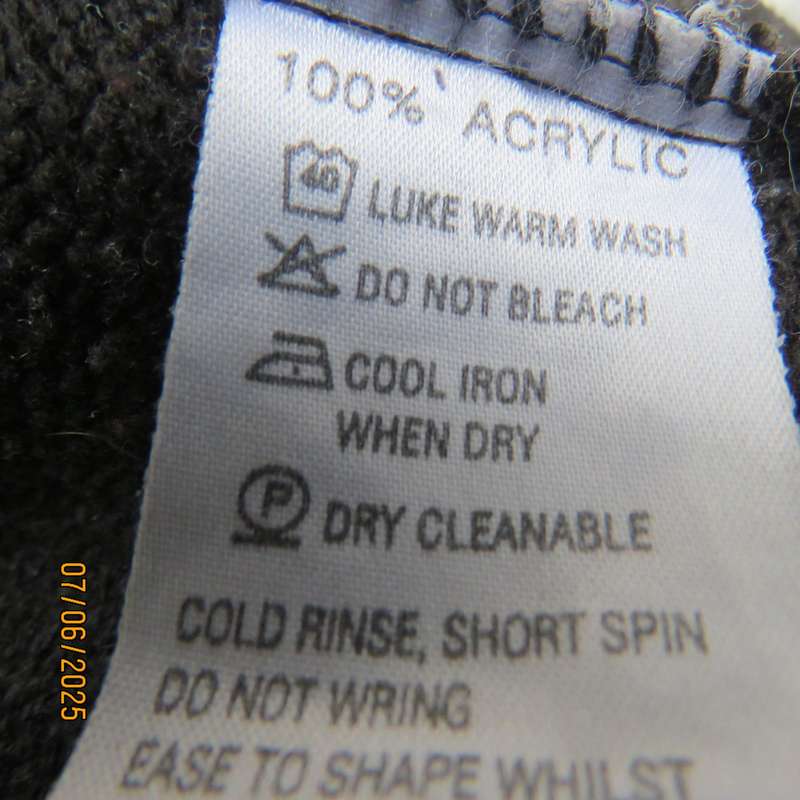 100% ACRYLIC
40 LUKE WARM WASH
DO NOT BLEACH
COOL IRON
WHEN DRY
P DRY CLEANABLE
COLD RINSE, SHORT SPIN
DO NOT WRING
EASE TO SHAPE WHILST
07/06/2025